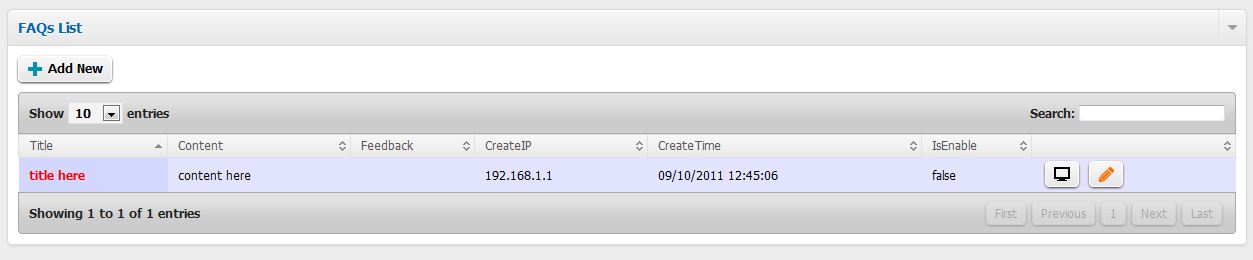 FAQs List
Add New
Show 10 entries Search:
Title Content Feedback CreateIP CreateTime IsEnable
title here content here 192.168.1.1 09/10/2011 12:45:06 false
Showing 1 to 1 of 1 entries First Previous 1 Next Last